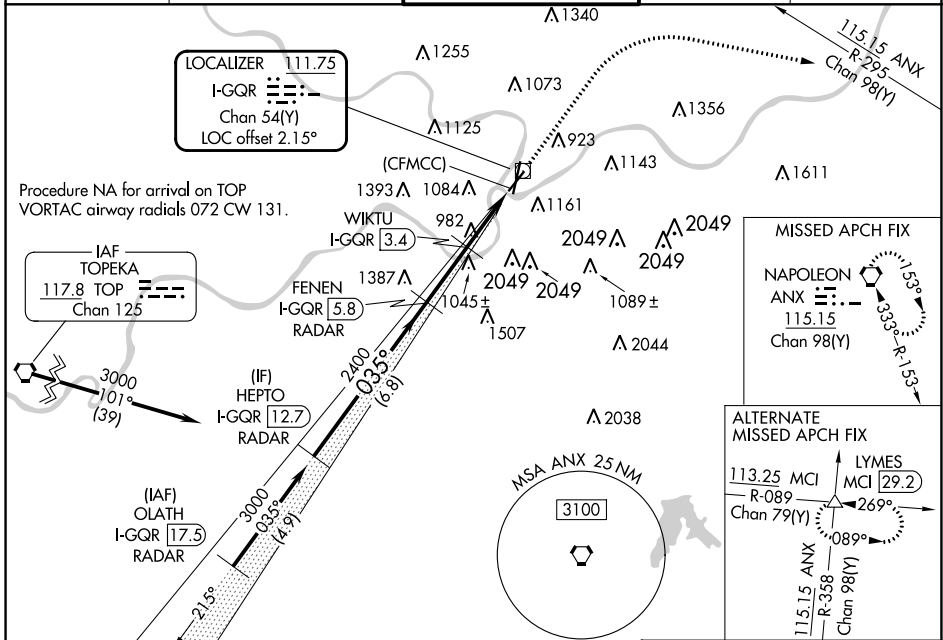 1340
1255
LOCALIZER 111.75
I-GQR
Chan 54(Y)
LOC offset 2.15°
1073
115.15 ANX
R-295
Chan 98(Y)
1356
1125
923
(CFMCC)
1143
1611
Procedure NA for arrival on TOP
VORTAC airway radials 072 CW 131.
1393
1084
1161
WIKTU
I-GQR 3.4
982
2049
2049
2049
2049
IAF
TOPEKA
117.8 TOP
Chan 125
FENEN
I-GQR 5.8
RADAR
1387
1045 ±
1089 ±
1507
2044
MISSED APCH FIX
NAPOLEON
ANX
115.15
Chan 98(Y)
153°
333°
R-153
3000
101°
(39)
(IF)
HEPTO
I-GQR 12.7
RADAR
2400
035°
(6.8)
2038
(IAF)
OLATH
I-GQR 17.5
RADAR
3000
035°
(4.9)
215°
MSA ANX 25 NM
3100
ALTERNATE
MISSED APCH FIX
LYMES
MCI 29.2
113.25 MCI
R-089
Chan 79(Y)
269°
089°
115.15 ANX
R-358
Chan 98(Y)